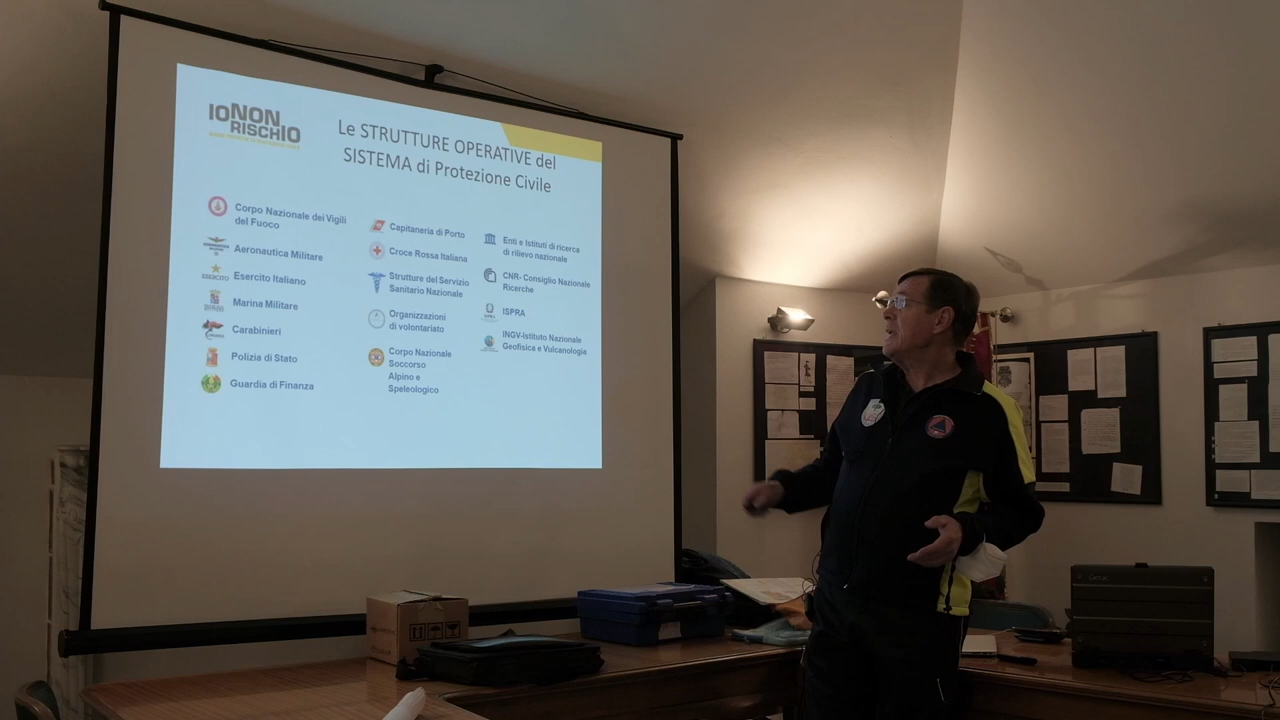 IO NON
RISCHIO
Le STRUTTURE OPERATIVE del
SISTEMA di Protezione Civile
Corpo Nazionale dei Vigili
del Fuoco
Aeronautica Militare
Esercito Italiano
Marina Militare
Carabinieri
Polizia di Stato
Guardia di Finanza
Capitaneria di Porto
Croce Rossa Italiana
Strutture del Servizio
Sanitario Nazionale
Organizzazioni
di volontariato
Corpo Nazionale
Soccorso
Alpino e
Speleologico
Enti e Istituti di ricerca
di rilievo nazionale
CNR- Consiglio Nazionale
Ricerche
ISPRA
INGV-Istituto Nazionale
Geofisica e Vulcanologia
ESERCITO